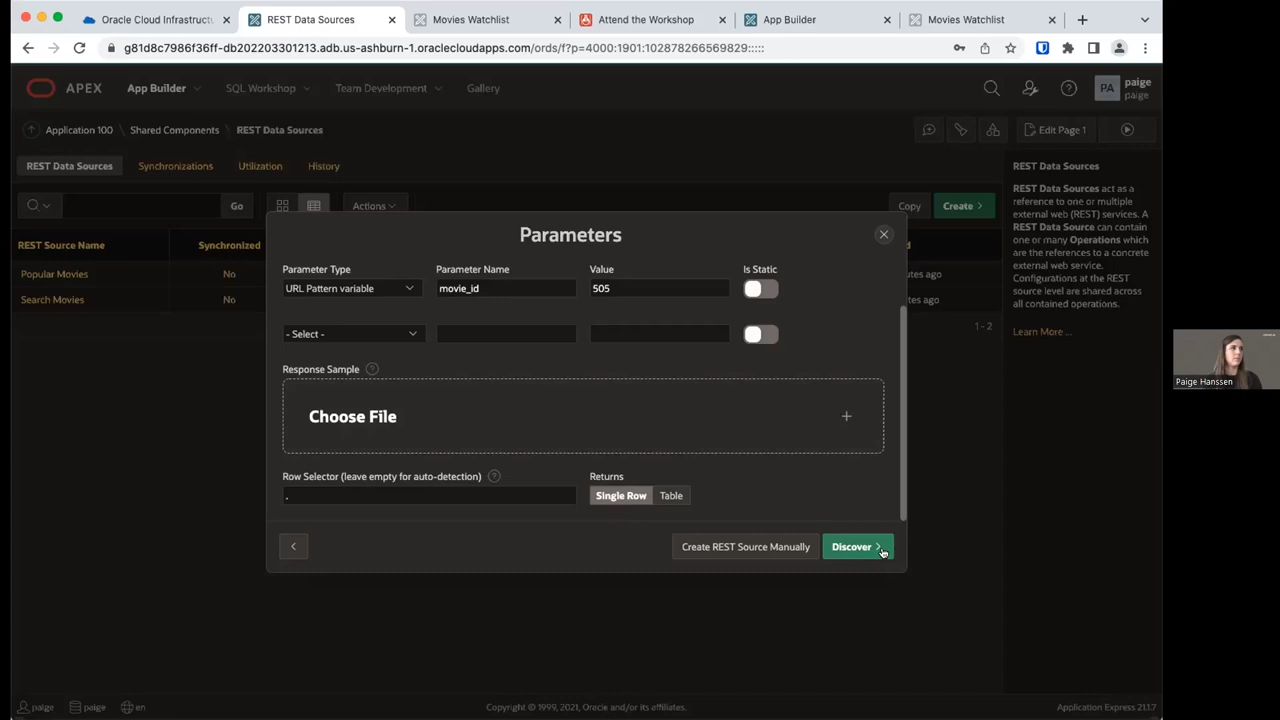 Oracle Cloud Infrastructu
REST Data Sources
Movies Watchlist
Attend the Workshop
App Builder
Movies Watchlist
g81d8c7986f36ff-db202203301213.adb.us-ashburn-1.oraclecloudapps.com/ords/f?p=4000:1901:102878266569829:::::
APEX
App Builder
SQL Workshop
Team Development
Gallery
PA
paige
paige
Application 100
Shared Components
REST Data Sources
Edit Page 1
REST Data Sources
Synchronizations
Utilization
History
Go
Actions
Copy
Create
REST Source Name
Synchronized
d
Popular Movies
No
utes ago
Search Movies
No
utes ago
1 - 2
REST Data Sources
REST Data Sources act as a
reference to one or multiple
external web (REST) services. A
REST Data Source can contain
one or many Operations which
are the references to a concrete
external web service.
Configurations at the REST
source level are shared across
all contained operations.
Learn More ...
Parameters
Parameter Type
Parameter Name
Value
Is Static
URL Pattern variable
movie_id
505
- Select -
Response Sample
Choose File
Row Selector (leave empty for auto-detection)
Returns
.
Single Row
Table
Create REST Source Manually
Discover
Paige Hanssen
paige
paige
en
Copyright © 1999, 2021, Oracle and/or its affiliates.
Application Express 21.1.7